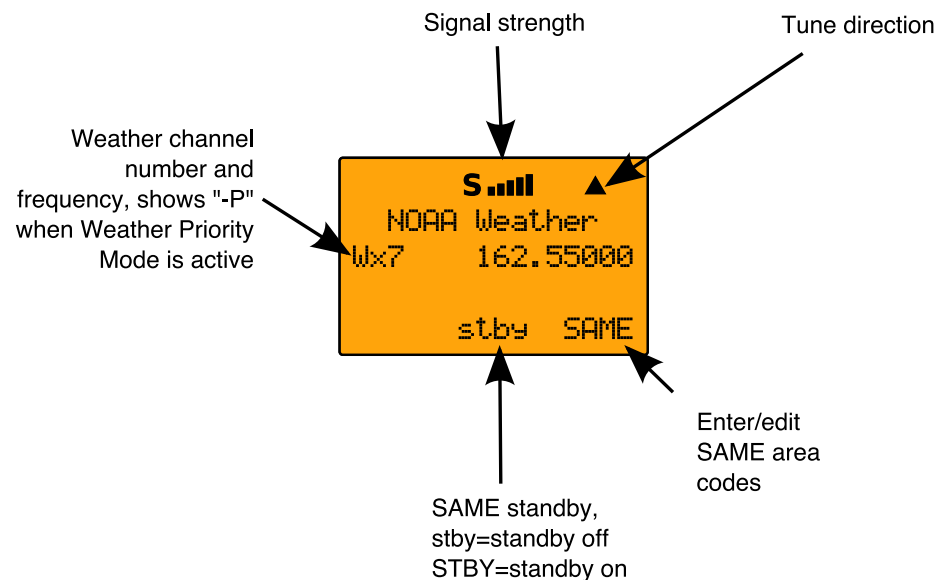 Signal strength
Tune direction
Weather channel
number and
frequency, shows "-P"
when Weather Priority
Mode is active
S
NOAA Weather
Wx7 162.55000
stby SAME
Enter/edit
SAME area
codes
SAME standby,
stby=standby off
STBY=standby on